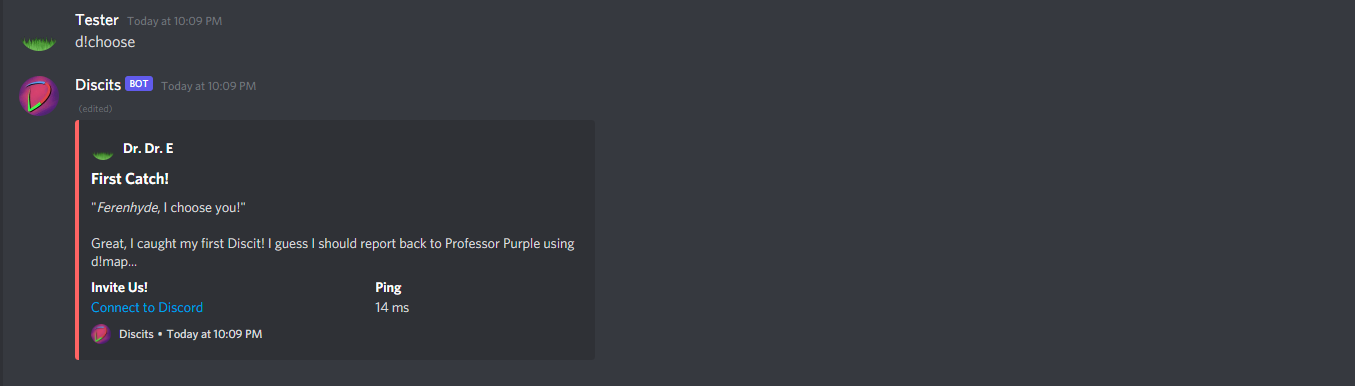 Tester Today at 10:09 PM
d!choose
Discits BOT Today at 10:09 PM
(edited)
Dr. Dr. E
First Catch!
"Ferenhyde, I choose you!"
Great, I caught my first Discit! I guess I should report back to Professor Purple using
d!map...
Invite Us! Ping
Connect to Discord 14 ms
Discits • Today at 10:09 PM